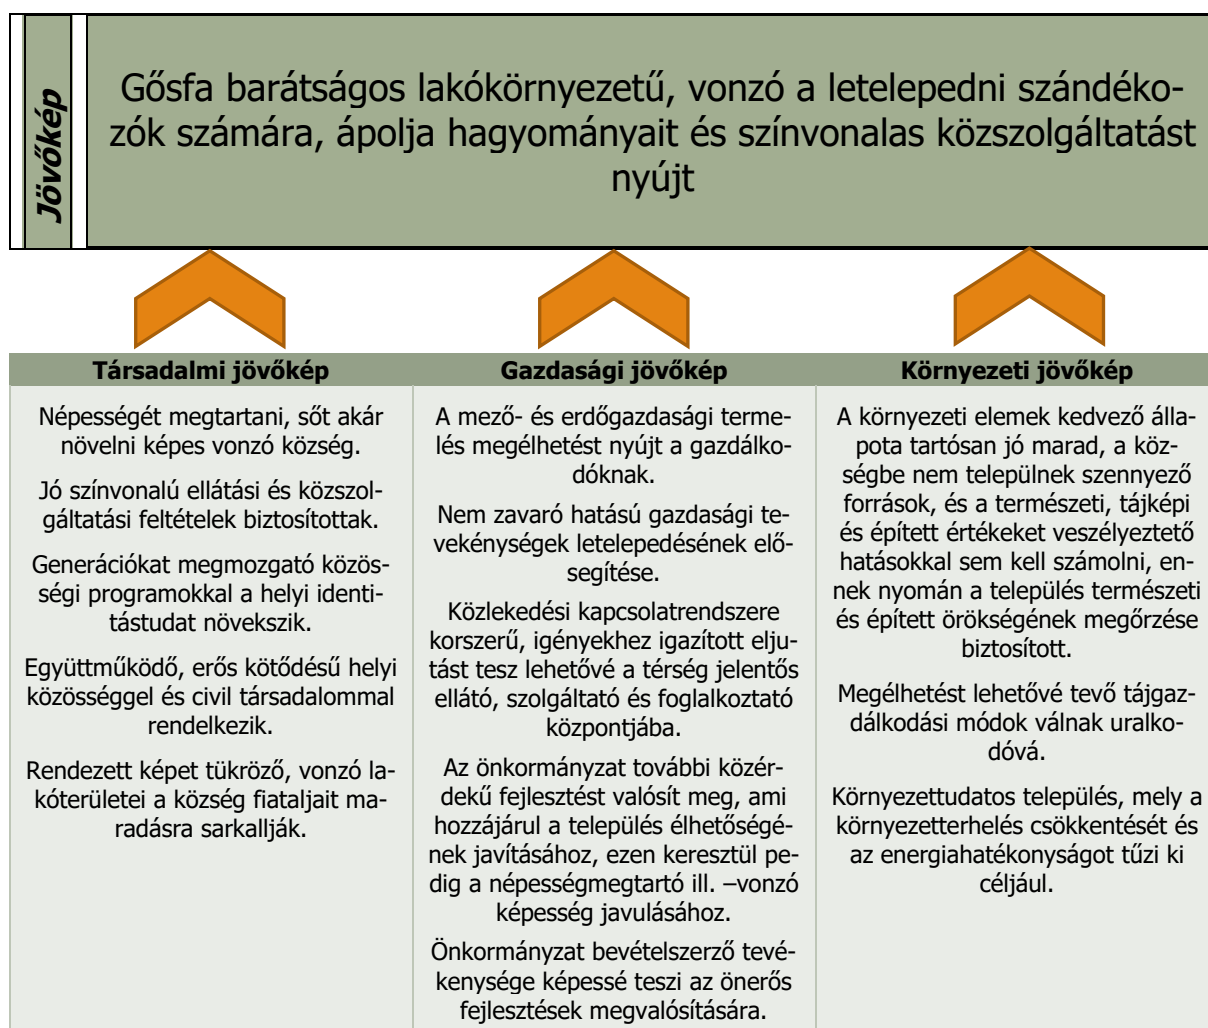 Jövőkép
Gősfa barátságos lakókörnyezetű, vonzó a letelepedni szándéko-
zók számára, ápolja hagyományait és színvonalas közszolgáltatást
nyújt
Társadalmi jövőkép
Népességét megtartani, sőt akár
növelni képes vonzó község.
Jó színvonalú ellátási és közszol-
gáltatási feltételek biztosítottak.
Generációkat megmozgató közös-
ségi programokkal a helyi identi-
tástudat növekszik.
Együttműködő, erős kötődésű helyi
közösséggel és civil társadalommal
rendelkezik.
Rendezett képet tükröző, vonzó la-
kóterületei a község fiataljait ma-
radásra sarkallják.
Gazdasági jövőkép
A mező- és erdőgazdasági terme-
lés megélhetést nyújt a gazdálko-
dóknak.
Nem zavaró hatású gazdasági te-
vekénységek letelepedésének elő-
segítése.
Közlekedési kapcsolatrendszere
korszerű, igényekhez igazított elju-
tást tesz lehetővé a térség jelentős
ellátó, szolgáltató és foglalkoztató
központjába.
Az önkormányzat további közér-
dekű fejlesztést valósít meg, ami
hozzájárul a település élhetőségé-
nek javításához, ezen keresztül pe-
dig a népességmegtartó ill. –vonzó
képesség javulásához.
Önkormányzat bevételszerző tevé-
kenysége képessé teszi az önerős
fejlesztések megvalósítására.
Környezeti jövőkép
A környezeti elemek kedvező álla-
pota tartósan jó marad, a köz-
ségbe nem települnek szennyező
források, és a természeti, tájképi
és épített értékeket veszélyeztető
hatásokkal sem kell számolni, en-
nek nyomán a település természeti
és épített örökségének megőrzése
biztosított.
Megélhetést lehetővé tevő tájgaz-
dálkodási módok válnak uralko-
dóvá.
Környezettudatos település, mely a
környezetterhelés csökkentését és
az energiahatékonyságot tűzi ki
céljául.